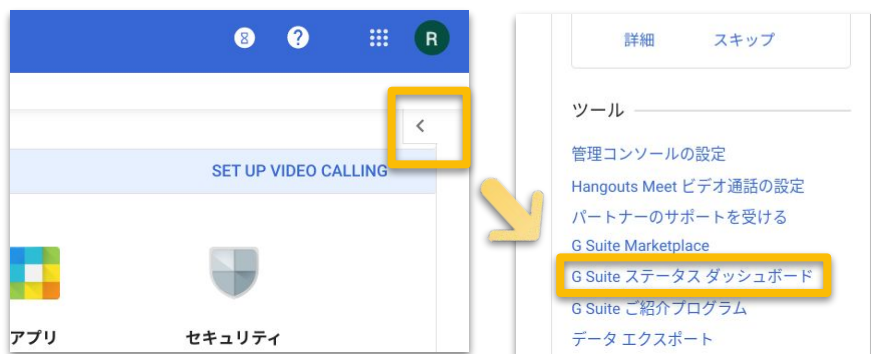 R
SET UP VIDEO CALLING
アプリ
セキュリティ
詳細 スキップ
ツール
管理コンソールの設定
Hangouts Meet ビデオ通話の設定
パートナーのサポートを受ける
G Suite Marketplace
G Suite ステータス ダッシュボード
G Suite ご紹介プログラム
データ エクスポート